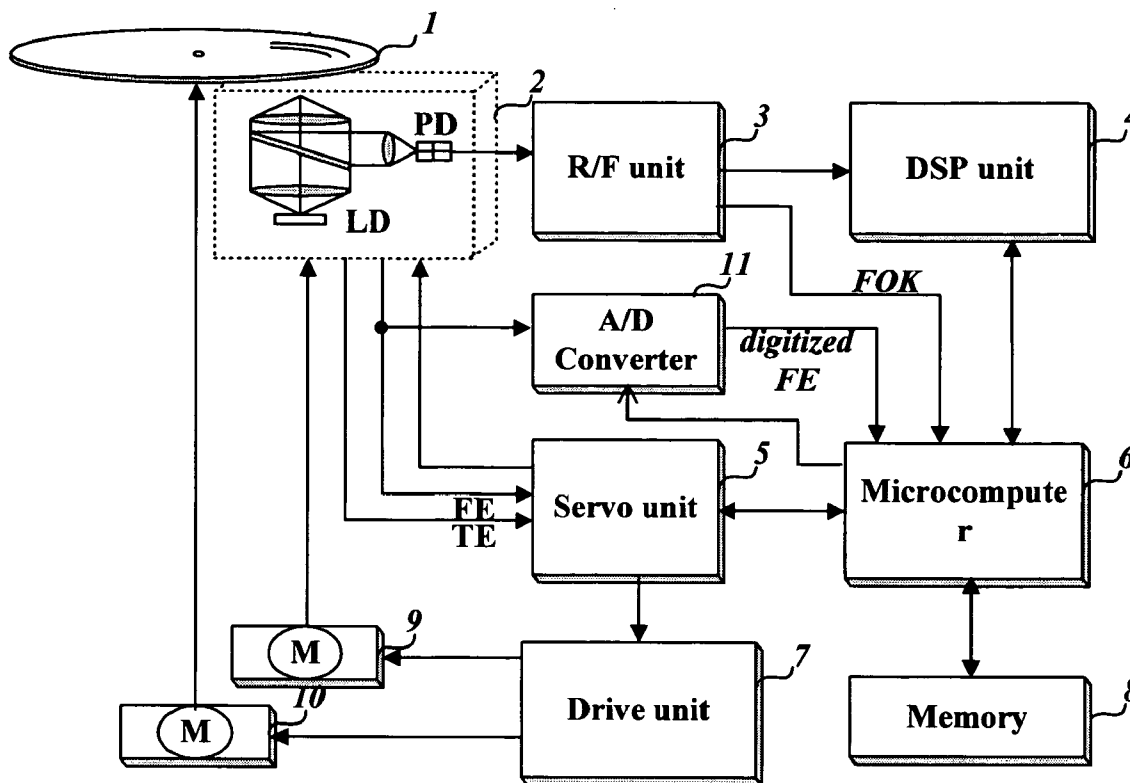 1
2
PD
LD
3
R/F unit
4
DSP unit
FOK
11
A/D
Converter
digitized
FE
5
Servo unit
FE
TE
6
Microcompute
r
9
M
10
M
7
Drive unit
8
Memory